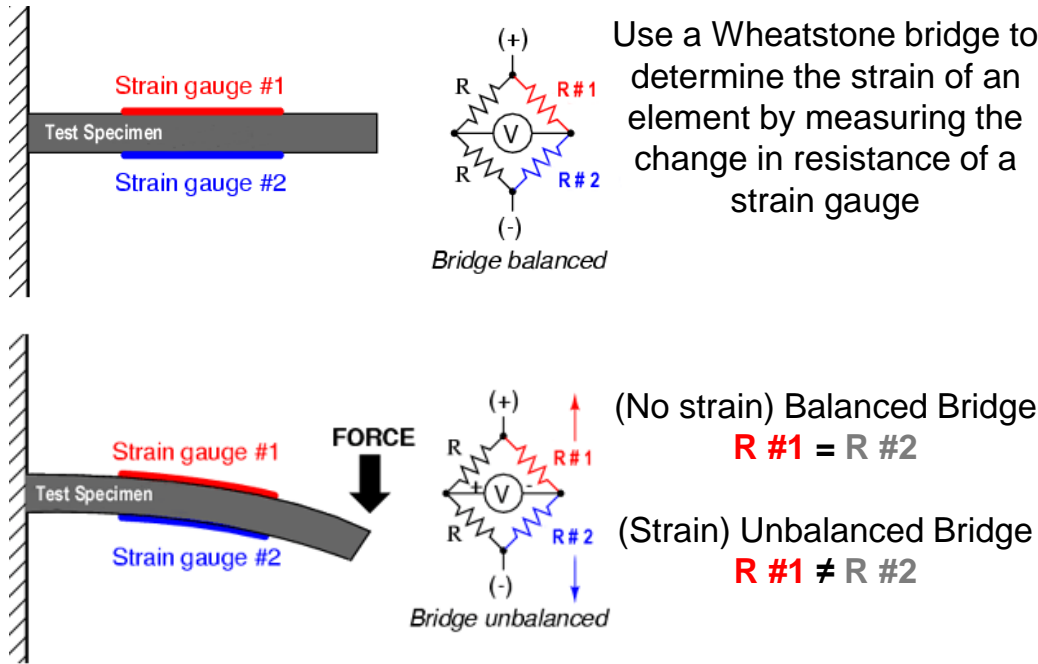 Use a Wheatstone bridge to
determine the strain of an
element by measuring the
change in resistance of a
strain gauge
Strain gauge #1
Test Specimen
Strain gauge #2
(+)
R
R#1
V
R
R#2
(-)
Bridge balanced
Strain gauge #1
FORCE
Test Specimen
Strain gauge #2
(+)
R
R#1
+ V -
R
R#2
(-)
Bridge unbalanced
(No strain) Balanced Bridge
R #1 = R #2
(Strain) Unbalanced Bridge
R #1 ≠ R #2